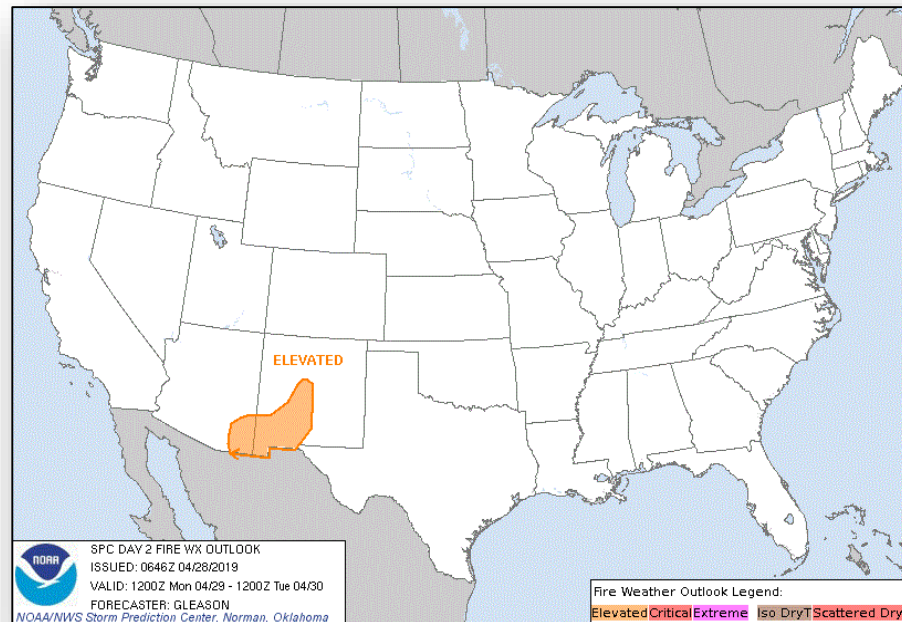 ELEVATED
NOAA
SPC DAY 2 FIRE WX OUTLOOK
ISSUED: 0646Z 04/28/2019
VALID: 1200Z Mon 04/29 - 1200Z Tue 04/30
FORECASTER: GLEASON
NOAA/NWS Storm Prediction Center, Norman, Oklahoma
Fire Weather Outlook Legend:
Elevated Critical Extreme Iso DryT Scattered Dry